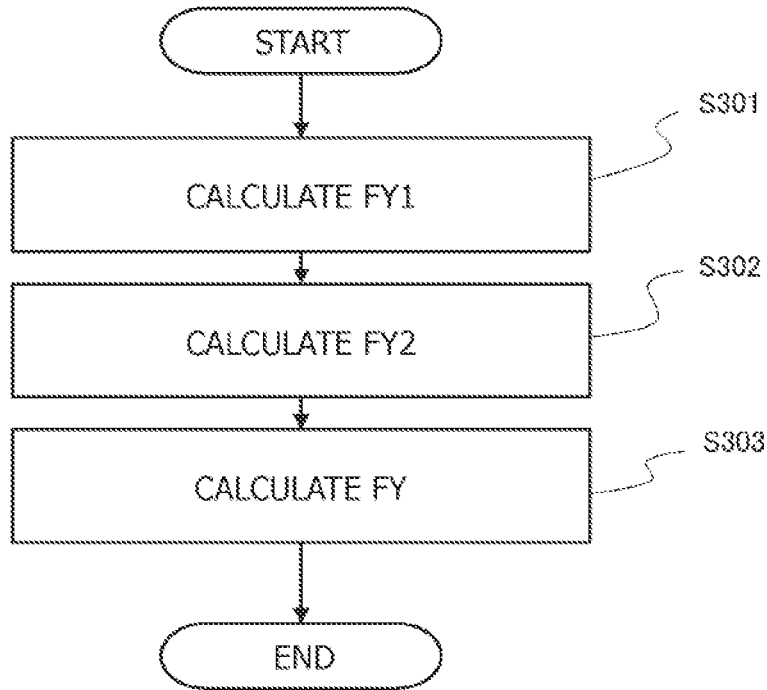 START
S301
CALCULATE FY1
S302
CALCULATE FY2
S303
CALCULATE FY
END